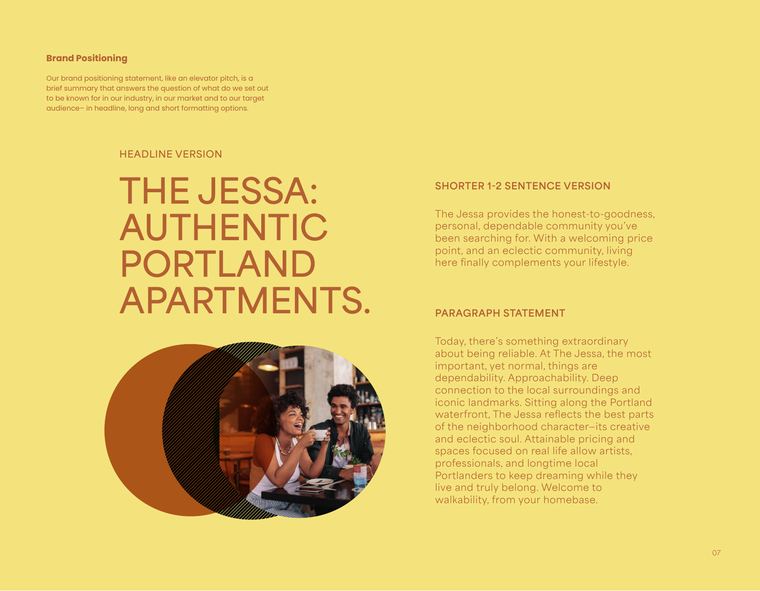 Brand Positioning
Our brand positioning statement, like an elevator pitch, is a
brief summary that answers the question of what do we set out
to be known for in our industry, in our market and to our target
audience— in headline, long and short formatting options.
HEADLINE VERSION
THE JESSA:
AUTHENTIC
PORTLAND
APARTMENTS.
SHORTER 1-2 SENTENCE VERSION
The Jessa provides the honest-to-goodness,
personal, dependable community you've
been searching for. With a welcoming price
point, and an eclectic community, living
here finally complements your lifestyle.
PARAGRAPH STATEMENT
Today, there's something extraordinary
about being reliable. At The Jessa, the most
important, yet normal, things are
dependability. Approachability. Deep
connection to the local surroundings and
iconic landmarks. Sitting along the Portland
waterfront, The Jessa reflects the best parts
of the neighborhood character—its creative
and eclectic soul. Attainable pricing and
spaces focused on real life allow artists,
professionals, and longtime local
Portlanders to keep dreaming while they
live and truly belong. Welcome to
walkability, from your homebase.
07